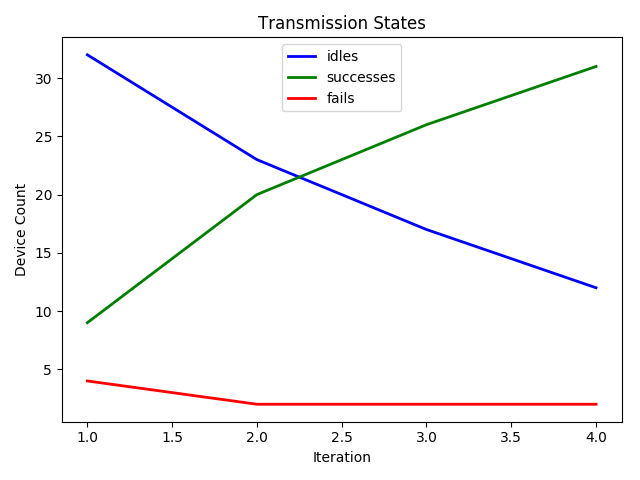 Transmission States
idles
successes
fails
Device Count
30
25
20
15
10
5
1.0 1.5 2.0 2.5 3.0 3.5 4.0
Iteration